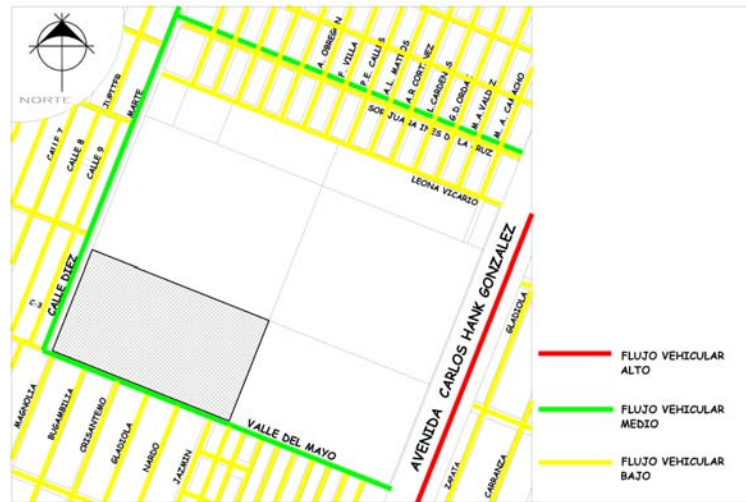 NORTE
A. OBREGON
F. VILLA
P.E. CALLES
A.L. MATEOS
A.R. CORTINEZ
L. CARDENAS
G.D. ORDAZ
M.A. VALDEZ
M. A. CAMACHO
SOR JUANA INES DE LA CRUZ
LEONA VICARIO
JUPITER
MARTE
CALLE 7
CALLE 8
CALLE 9
CALLE DIEZ
AVENIDA CARLOS HANK GONZALEZ
GLADIOLA
MAGNOLIA
BUGAMBILIA
CRISANTEMO
GLADIOLA
NARDO
JAZMIN
VALLE DEL MAYO
ZAPATA
CARRANZA
FLUJO VEHICULAR
ALTO
FLUJO VEHICULAR
MEDIO
FLUJO VEHICULAR
BAJO